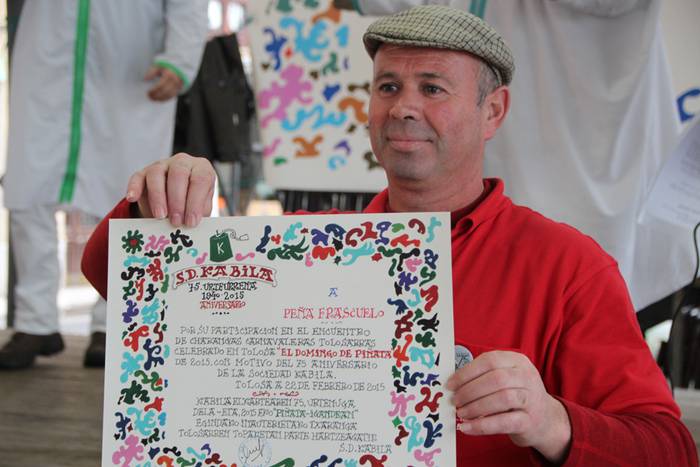 K
S.D. KABILA
75. URTEURRENA
1940-2015
ANIVERSARIO
A
PEÑA FRASCUELO
POR SU PARTICIPACION EN EL ENCUENTRO
DE CHARANGAS CARNAVALERAS TOLOSARRAS
CELEBRADO EN TOLOSA "EL DOMINGO DE PIÑATA"
DE 2015, CON MOTIVO DEL 75 ANIVERSARIO
DE LA SOCIEDAD KABILA.
TOLOSA A 22 DE FEBRERO DE 2015
KABILA ELKARTEAREN 75. URTEMUGA
DELA-ETA, 2015 EKO "PIÑATA-IGANDEAN"
EGINDAKO INAUTERIETAKO TXARANGA
TOLOSARREN TOPAKETAN PARTE HARTZEAGATIK
S.D. KABILA